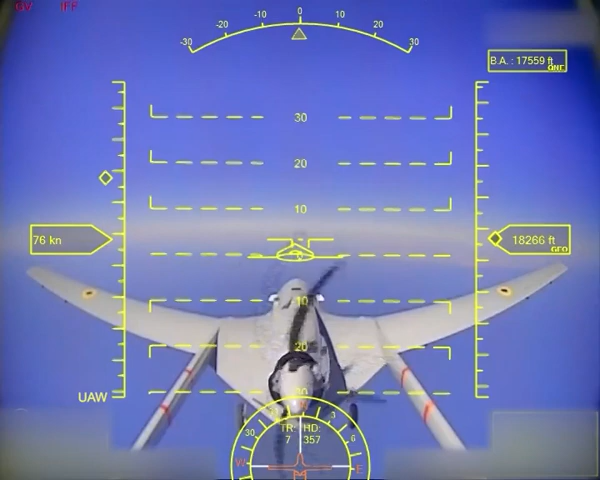 GV IFF
-30 -20 -10 0 10 20 30
B.A. : 17559 ft
QNE
30
20
10
76 kn
18266 ft
GEO
10
20
30
UAW
TR: HD:
7 357
30 3
6
W E